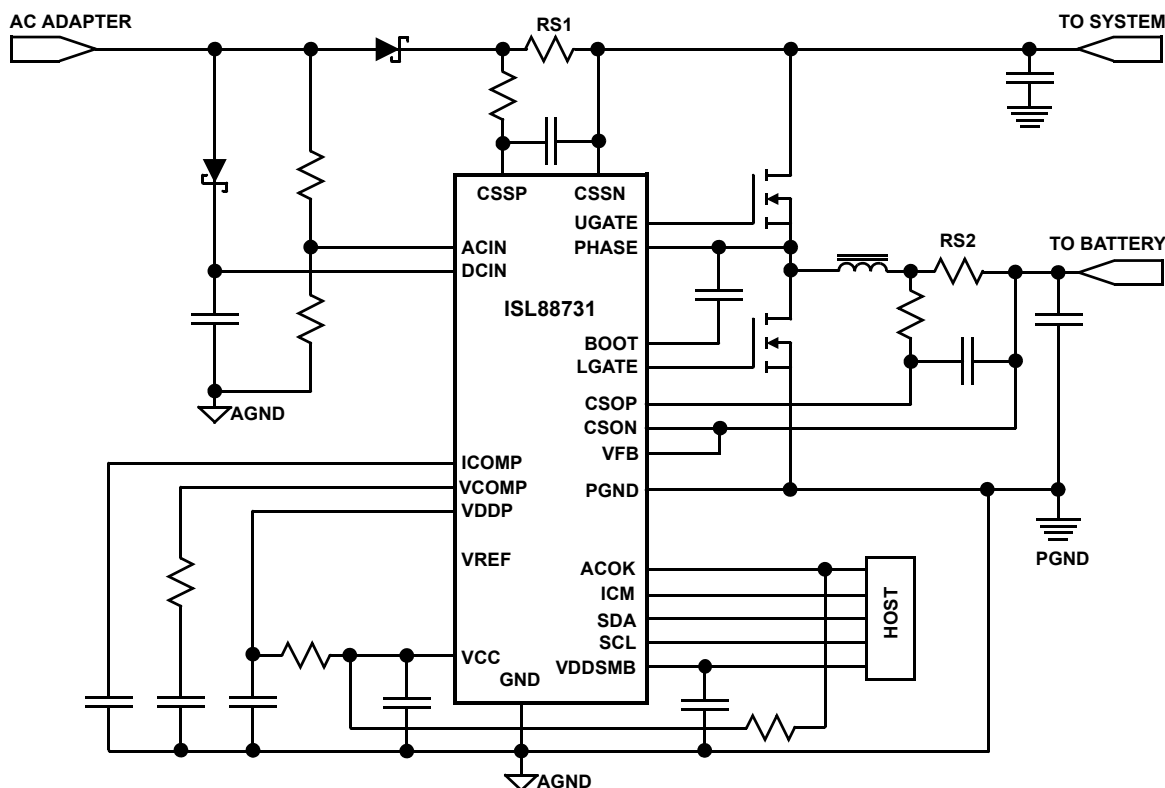 AC ADAPTER
RS1
TO SYSTEM
CSSP
CSSN
UGATE
PHASE
ACIN
DCIN
RS2
TO BATTERY
ISL88731
BOOT
LGATE
AGND
CSOP
CSON
VFB
ICOMP
VCOMP
VDDP
PGND
PGND
VREF
ACOK
ICM
SDA
SCL
VDDSMB
HOST
VCC
GND
AGND